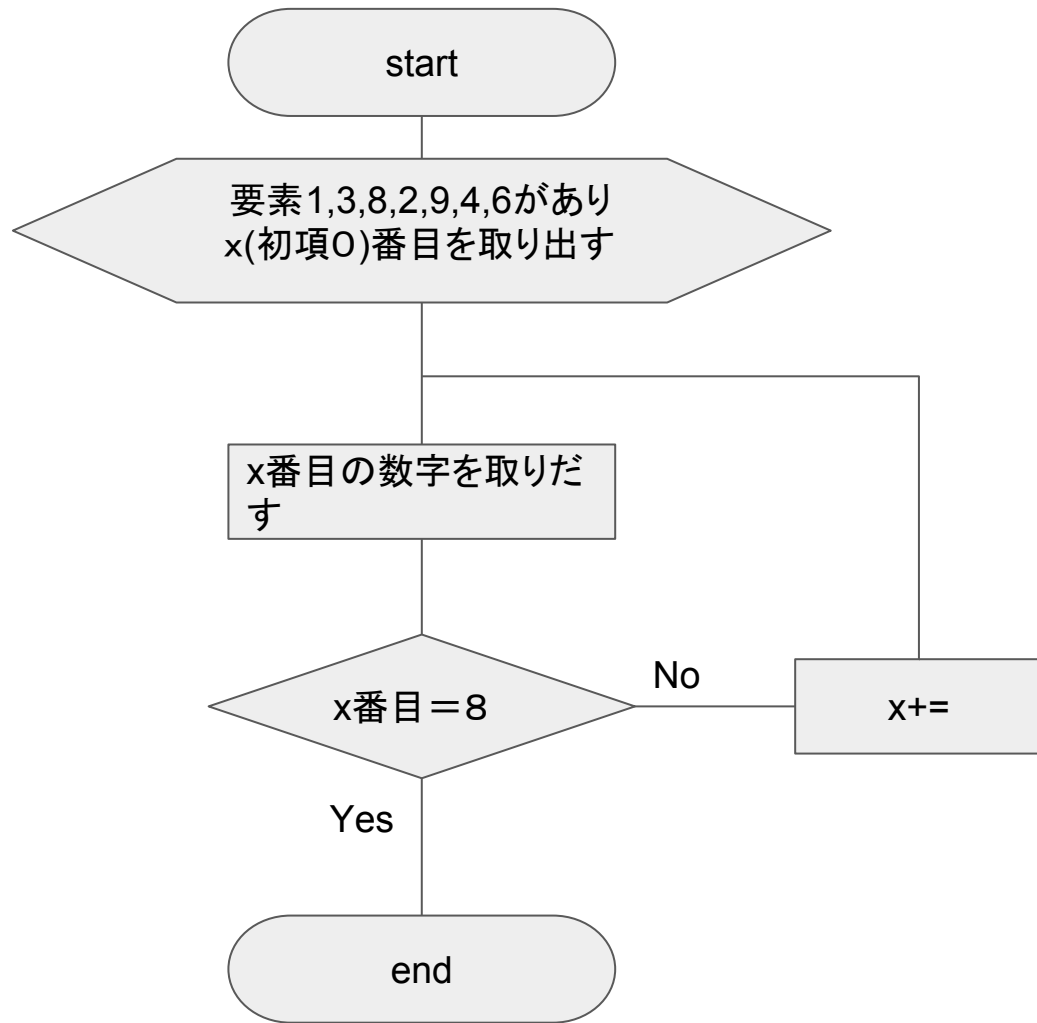 start
要素1,3,8,2,9,4,6があり
x(初項０)番目を取り出す
x番目の数字を取りだ
す
x番目＝８
No
x+=
Yes
end